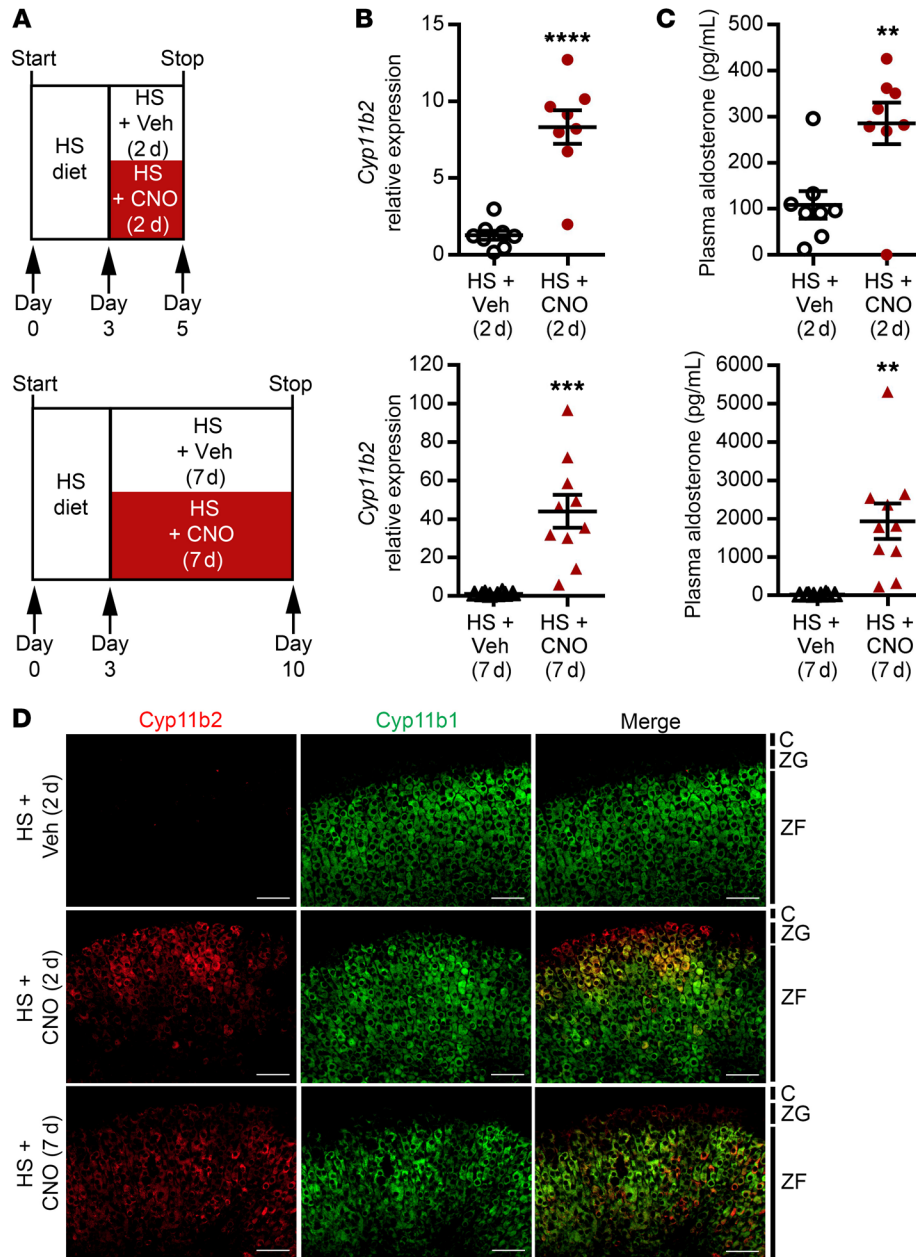 A
Start
Stop
HS
diet
HS
+ Veh
(2 d)
HS
+ CNO
(2 d)
Day
0
Day
3
Day
5
Start
Stop
HS
diet
HS
+ Veh
(7 d)
HS
+ CNO
(7 d)
Day
0
Day
3
Day
10
B
Cyp11b2
relative expression
15
10
5
0
****
HS +
Veh
(2 d)
HS +
CNO
(2 d)
Cyp11b2
relative expression
120
100
80
60
40
20
0
***
HS +
Veh
(7 d)
HS +
CNO
(7 d)
C
Plasma aldosterone (pg/mL)
500
400
300
200
100
0
**
HS +
Veh
(2 d)
HS +
CNO
(2 d)
Plasma aldosterone (pg/mL)
6000
5000
4000
3000
2000
1000
0
**
HS +
Veh
(7 d)
HS +
CNO
(7 d)
D
Cyp11b2
Cyp11b1
Merge
HS +
Veh (2 d)
C
ZG
ZF
HS +
CNO (2 d)
C
ZG
ZF
HS +
CNO (7 d)
C
ZG
ZF